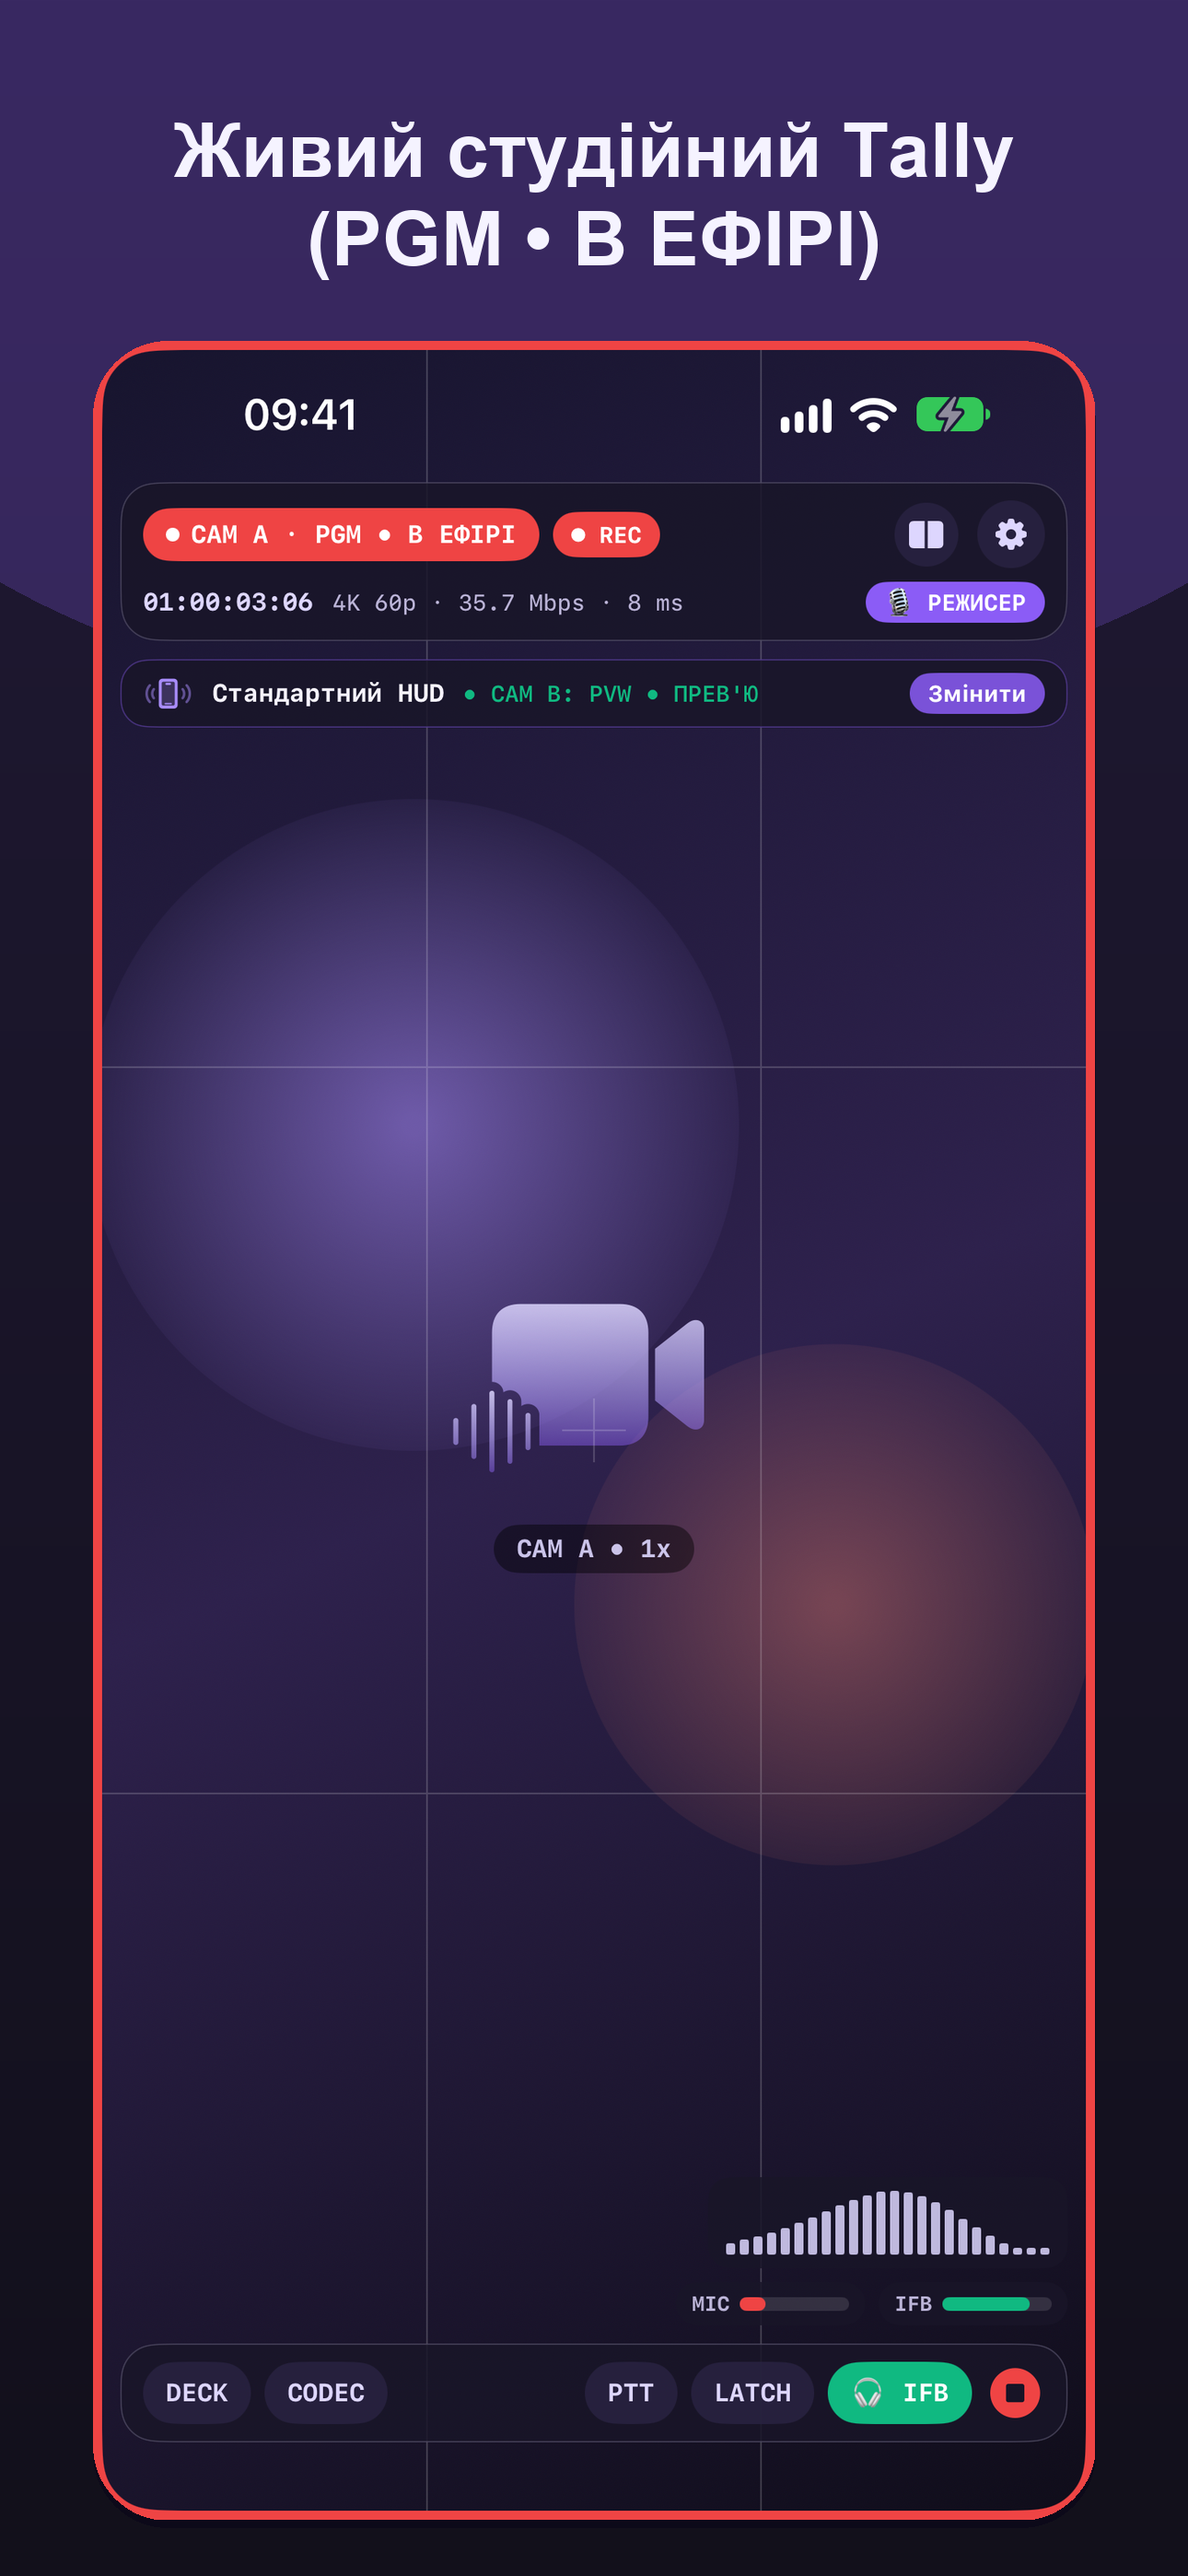 Живий студійний Tally
(PGM • В ЕФІРІ)
09:41
CAM A · PGM • В ЕФІРІ
REC
01:00:03:06 4K 60p · 35.7 Mbps · 8 ms
РЕЖИСЕР
Стандартний HUD • CAM B: PVW • ПРЕВ'Ю
Змінити
CAM A • 1x
MIC
IFB
DECK
CODEC
PTT
LATCH
IFB